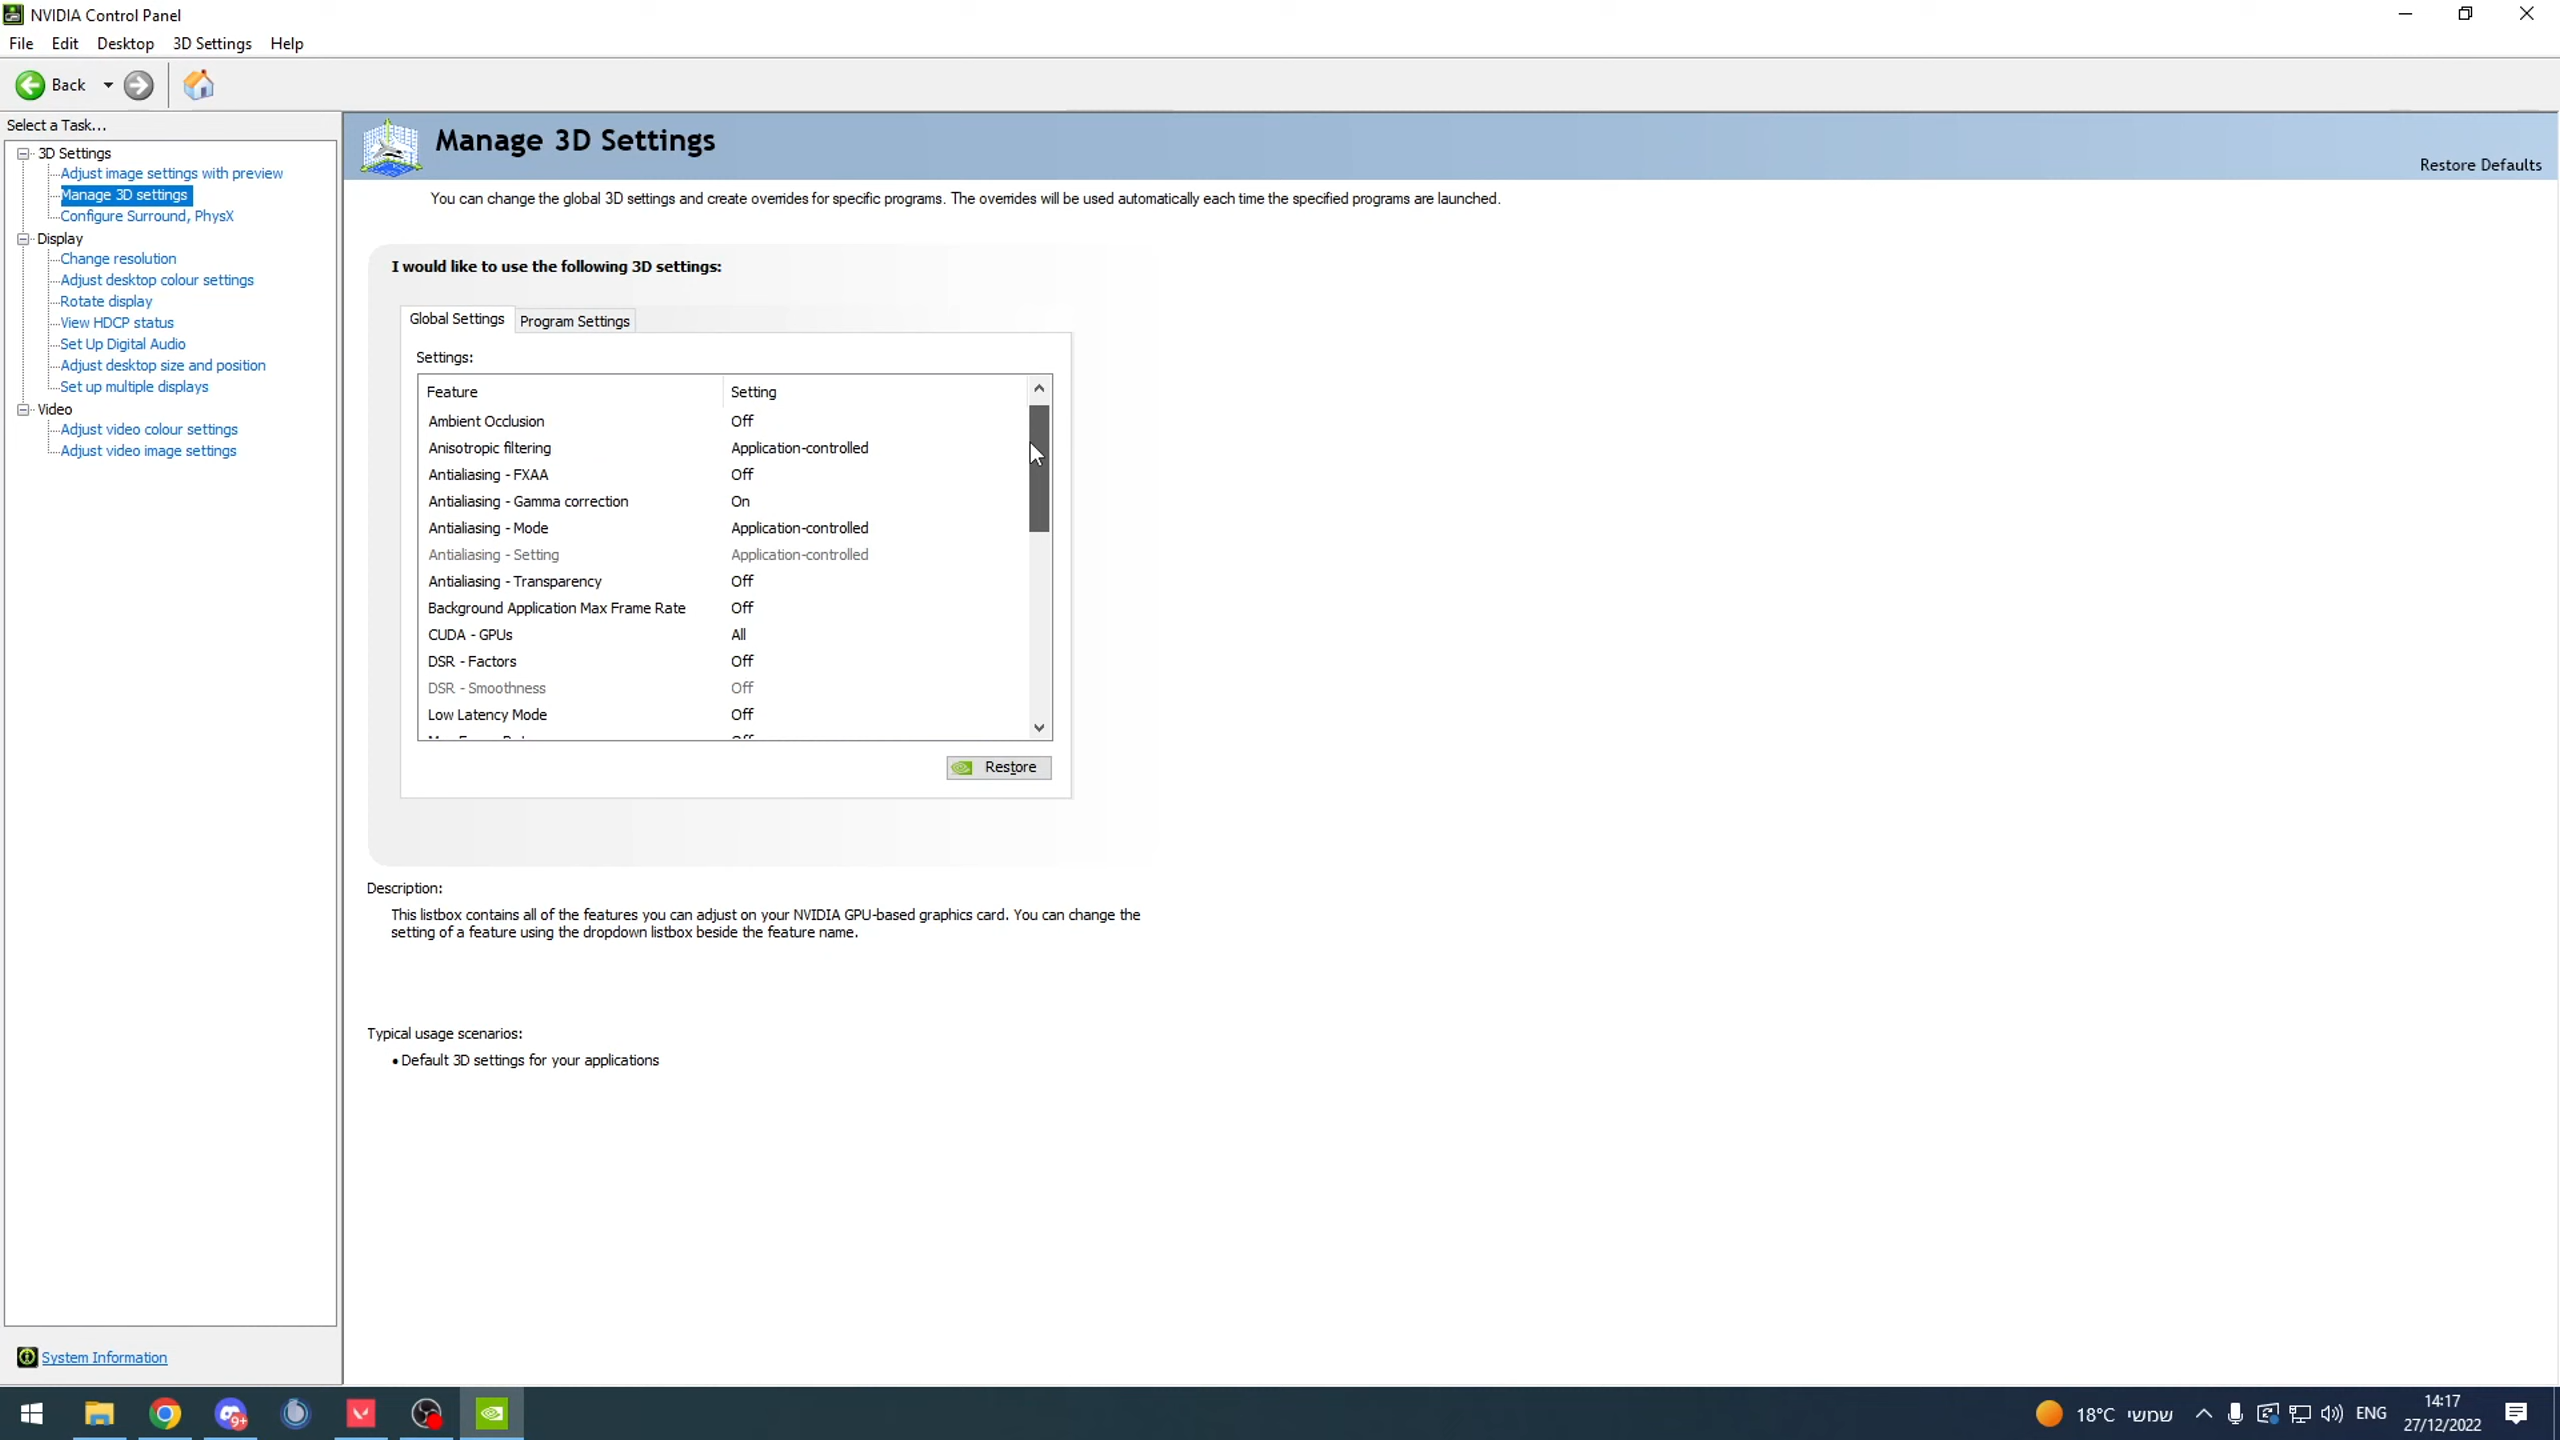 NVIDIA Control Panel
File Edit Desktop 3D Settings Help
Back
Select a Task...
3D Settings
Adjust image settings with preview
Manage 3D settings
Configure Surround, PhysX
Display
Change resolution
Adjust desktop colour settings
Rotate display
View HDCP status
Set Up Digital Audio
Adjust desktop size and position
Set up multiple displays
Video
Adjust video colour settings
Adjust video image settings
System Information
Manage 3D Settings
Restore Defaults
You can change the global 3D settings and create overrides for specific programs. The overrides will be used automatically each time the specified programs are launched.
I would like to use the following 3D settings:
Global Settings Program Settings
Settings:
Feature Setting
Ambient Occlusion Off
Anisotropic filtering Application-controlled
Antialiasing - FXAA Off
Antialiasing - Gamma correction On
Antialiasing - Mode Application-controlled
Antialiasing - Setting Application-controlled
Antialiasing - Transparency Off
Background Application Max Frame Rate Off
CUDA - GPUs All
DSR - Factors Off
DSR - Smoothness Off
Low Latency Mode Off
Restore
Description:
This listbox contains all of the features you can adjust on your NVIDIA GPU-based graphics card. You can change the
setting of a feature using the dropdown listbox beside the feature name.
Typical usage scenarios:
• Default 3D settings for your applications
9+
18°C שמשי ENG
14:17
27/12/2022